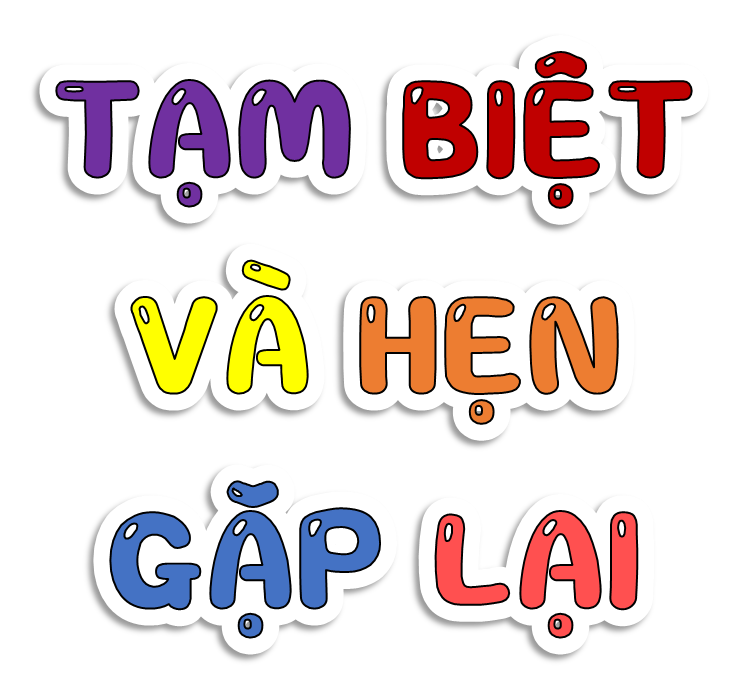 TẠM BIỆT
VÀ HẸN
GẶP LẠI